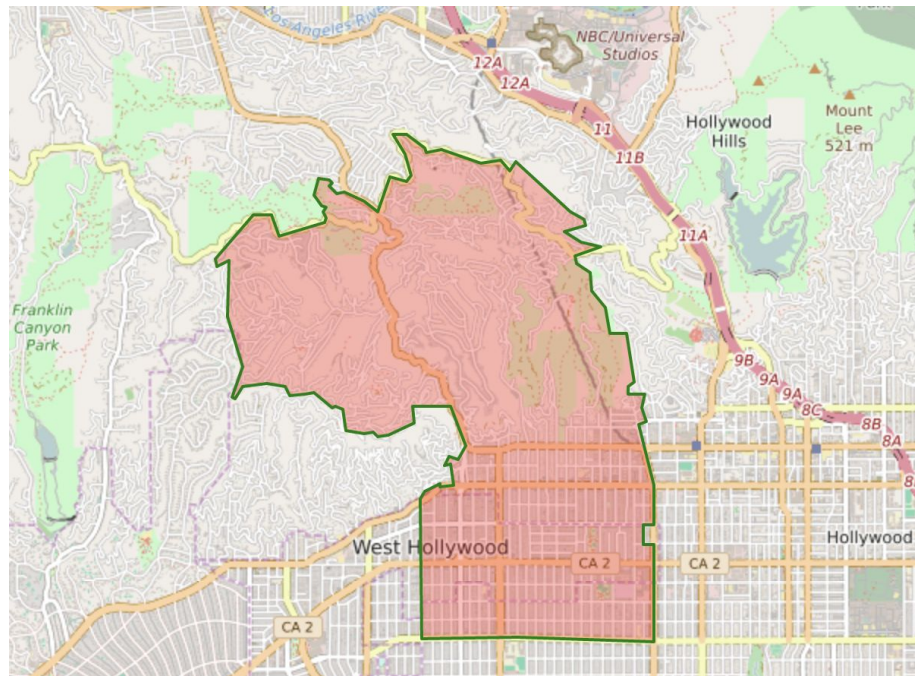 Los Angeles River
NBC/Universal
Studios
12A
12A
11
11B
Hollywood
Hills
Mount
Lee
521 m
11A
Franklin
Canyon
Park
9B
9A
9A
8C
8B
8A
West Hollywood
CA 2
CA 2
Hollywood
CA 2